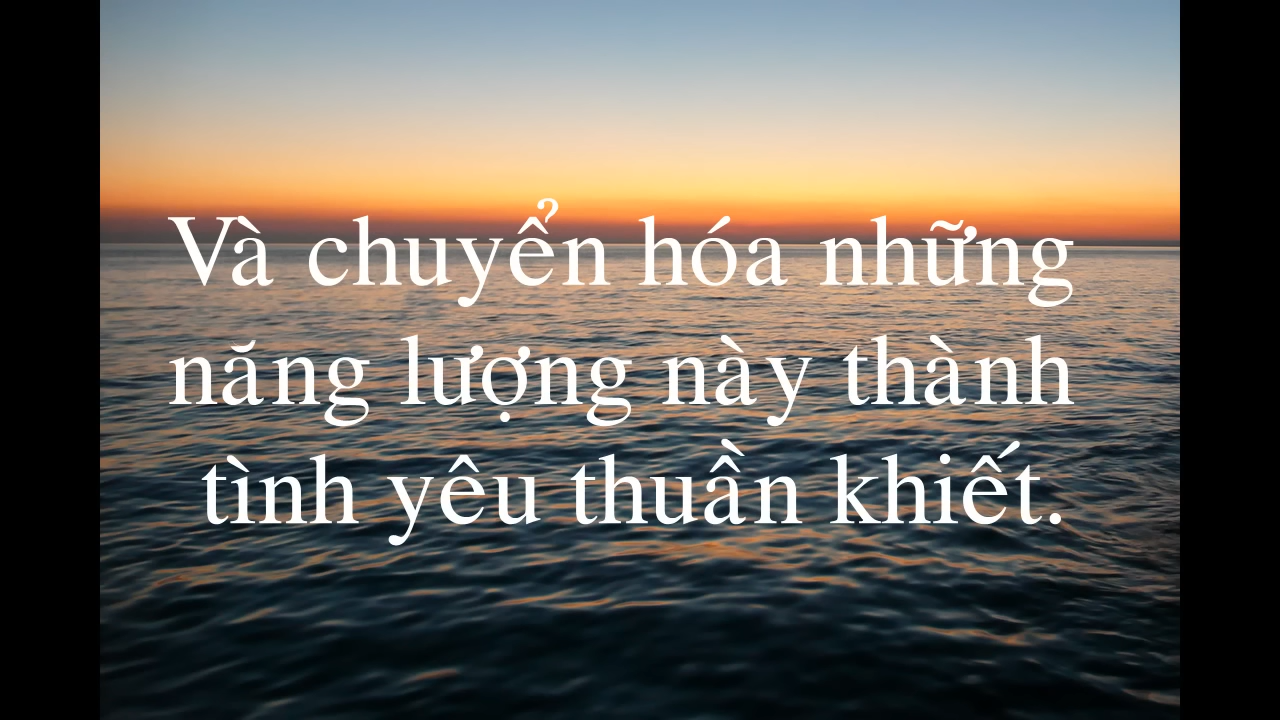 Và chuyển hóa những
năng lượng này thành
tình yêu thuần khiết.